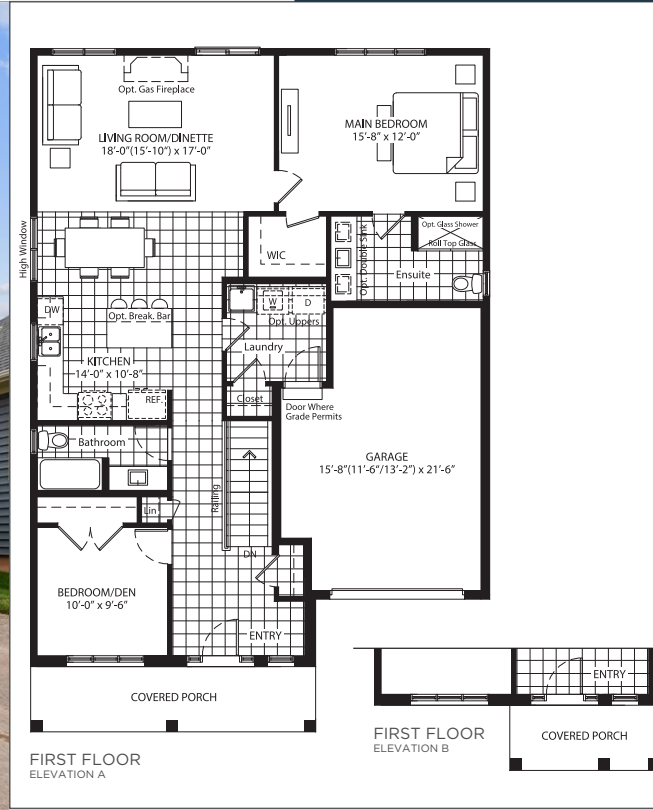 Opt. Gas Fireplace
LIVING ROOM/DINETTE
18'-0"(15'-10") x 17'-0"
MAIN BEDROOM
15'-8" x 12'-0"
High Window
WIC
Opt. Double Sink
Opt. Glass Shower
Roll Top Glass
Ensuite
DW
Opt. Break. Bar
W
D
Opt. Uppers
Laundry
KITCHEN
14'-0" x 10'-8"
REF.
Closet
Door Where
Grade Permits
Bathroom
GARAGE
15'-8"(11'-6"/13'-2") x 21'-6"
Lin
Railing
DN
BEDROOM/DEN
10'-0" x 9'-6"
ENTRY
COVERED PORCH
FIRST FLOOR
ELEVATION A
ENTRY
COVERED PORCH
FIRST FLOOR
ELEVATION B